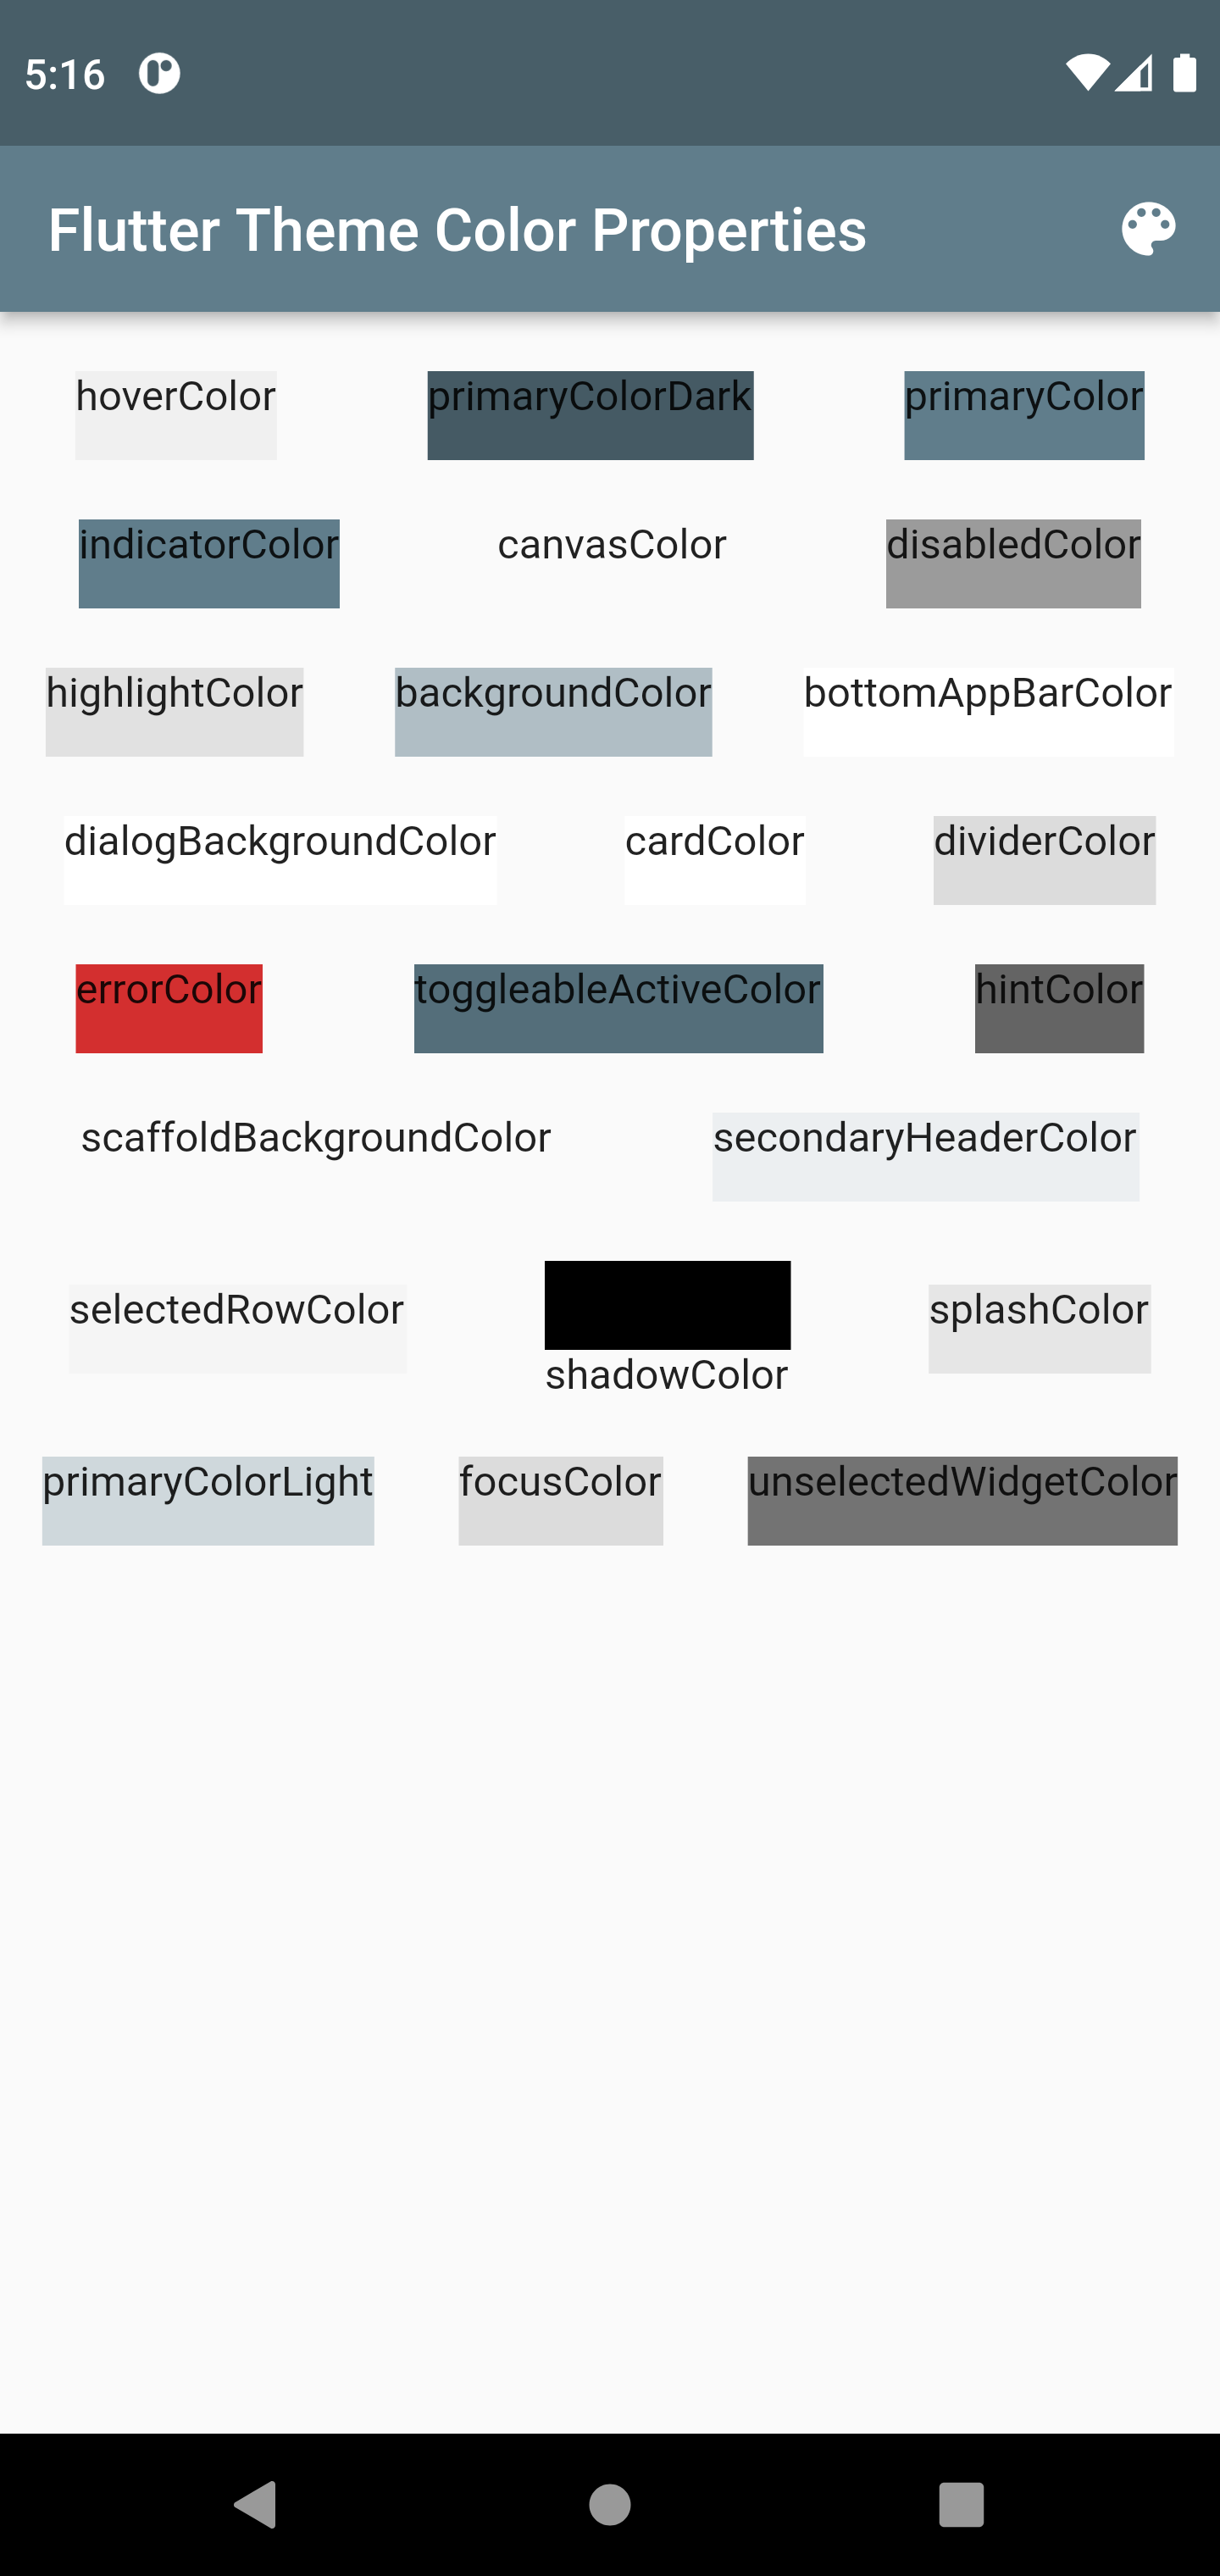 5:16
Flutter Theme Color Properties
hoverColor primaryColorDark primaryColor
indicatorColor canvasColor disabledColor
highlightColor backgroundColor bottomAppBarColor
dialogBackgroundColor cardColor dividerColor
errorColor toggleableActiveColor hintColor
scaffoldBackgroundColor secondaryHeaderColor
selectedRowColor shadowColor splashColor
primaryColorLight focusColor unselectedWidgetColor